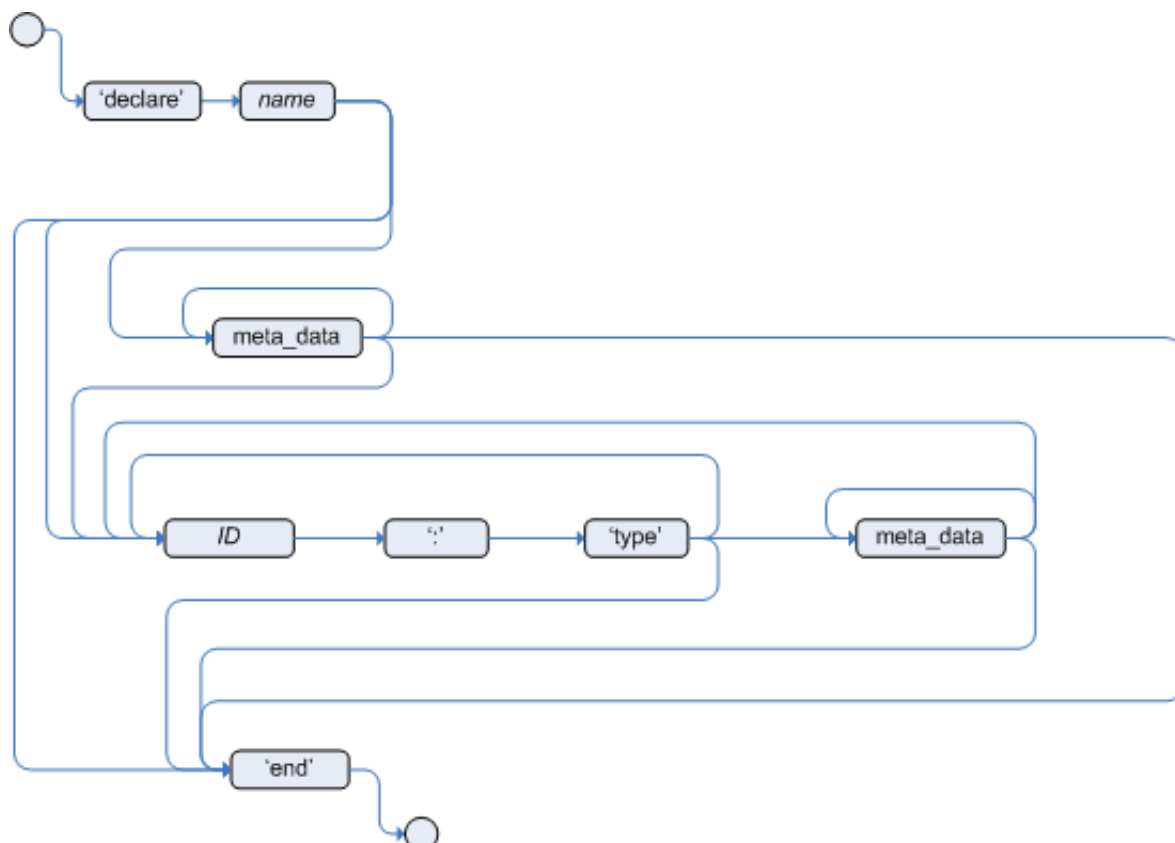 ‘declare’
name
meta_data
ID
‘:’
‘type’
meta_data
‘end’